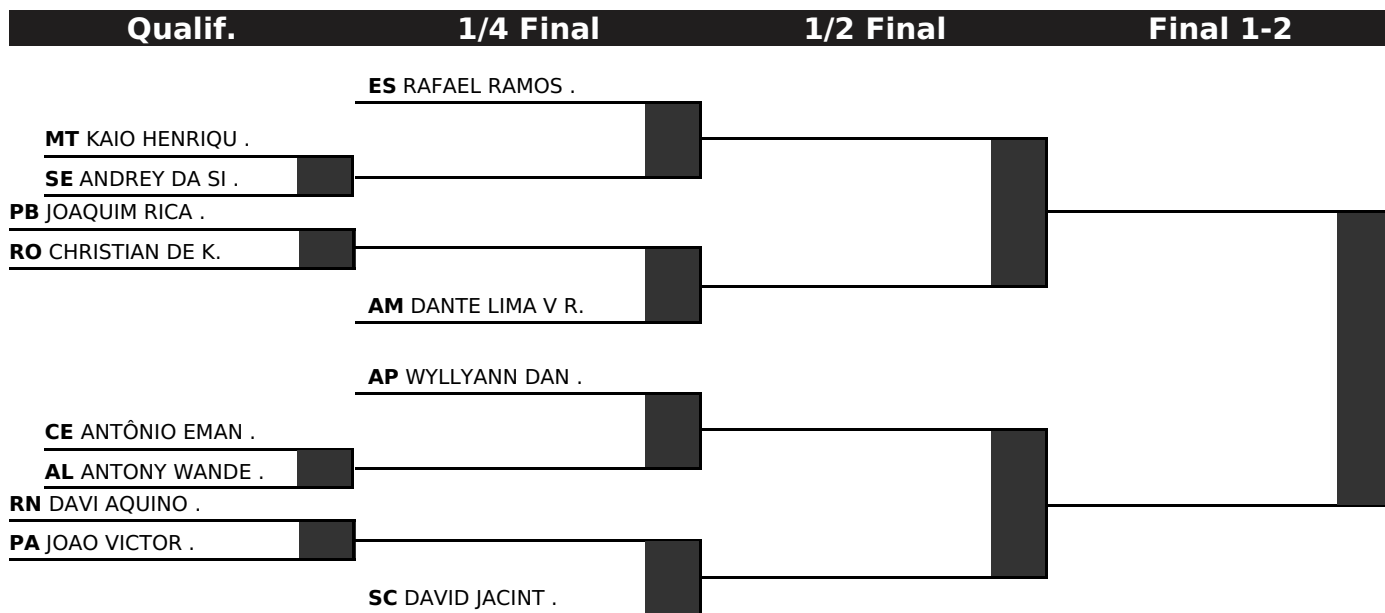 Qualif. 1/4 Final 1/2 Final Final 1-2
ES RAFAEL RAMOS .
MT KAIO HENRIQU .
SE ANDREY DA SI .
PB JOAQUIM RICA .
RO CHRISTIAN DE K.
AM DANTE LIMA V R.
AP WYLLYANN DAN .
CE ANTÔNIO EMAN .
AL ANTONY WANDE .
RN DAVI AQUINO .
PA JOAO VICTOR .
SC DAVID JACINT .